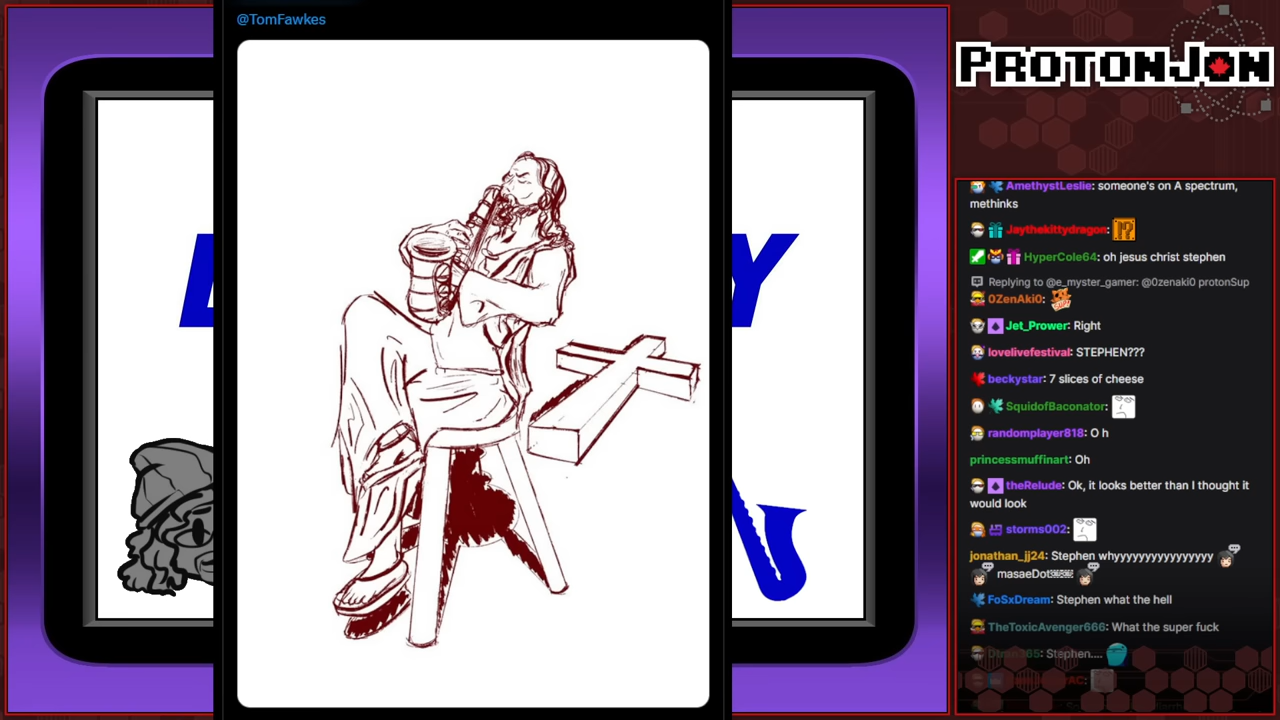 @TomFawkes
Y
PROTONJON
AmethystLeslie: someone's on A spectrum,
methinks
Jaythekittydragon:
HyperCole64: oh jesus christ stephen
Replying to @e_myster_gamer: @0zenaki0 protonSup
0ZenAki0:
Jet_Prower: Right
lovelivefestival: STEPHEN???
beckystar: 7 slices of cheese
SquidofBaconator:
randomplayer818: O h
princessmuffinart: Oh
theRelude: Ok, it looks better than I thought it
would look
storms002:
jonathan_jj24: Stephen whyyyyyyyyyyyyyyy
masaeDot
FoSxDream: Stephen what the hell
TheToxicAvenger666: What the super fuck
Stephen....